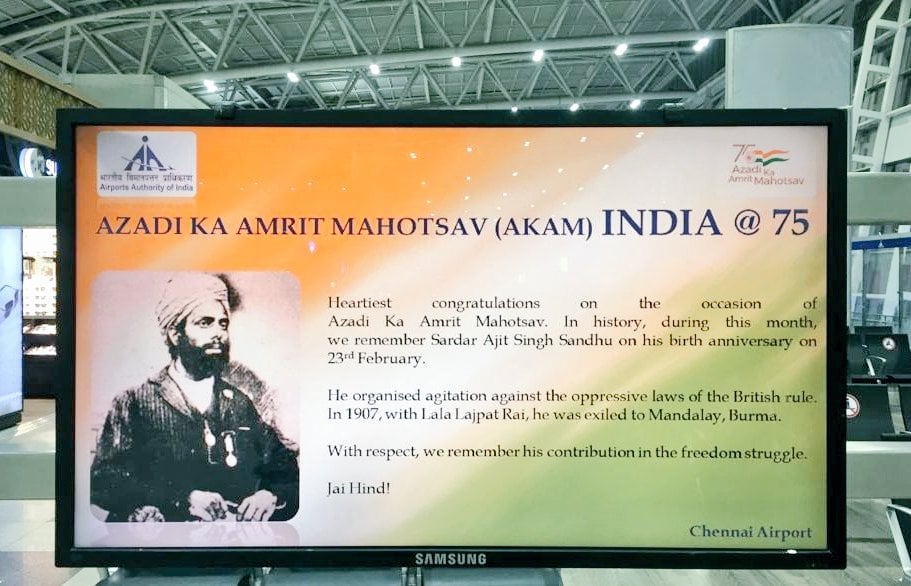 भारतीय विमानपत्तन प्राधिकरण
Airports Authority of India
75
Azadi Ka
Amrit Mahotsav
AZADI KA AMRIT MAHOTSAV (AKAM) INDIA @ 75
Heartiest congratulations on the occasion of
Azadi Ka Amrit Mahotsav. In history, during this month,
we remember Sardar Ajit Singh Sandhu on his birth anniversary on
23rd February.
He organised agitation against the oppressive laws of the British rule.
In 1907, with Lala Lajpat Rai, he was exiled to Mandalay, Burma.
With respect, we remember his contribution in the freedom struggle.
Jai Hind!
Chennai Airport
SAMSUNG